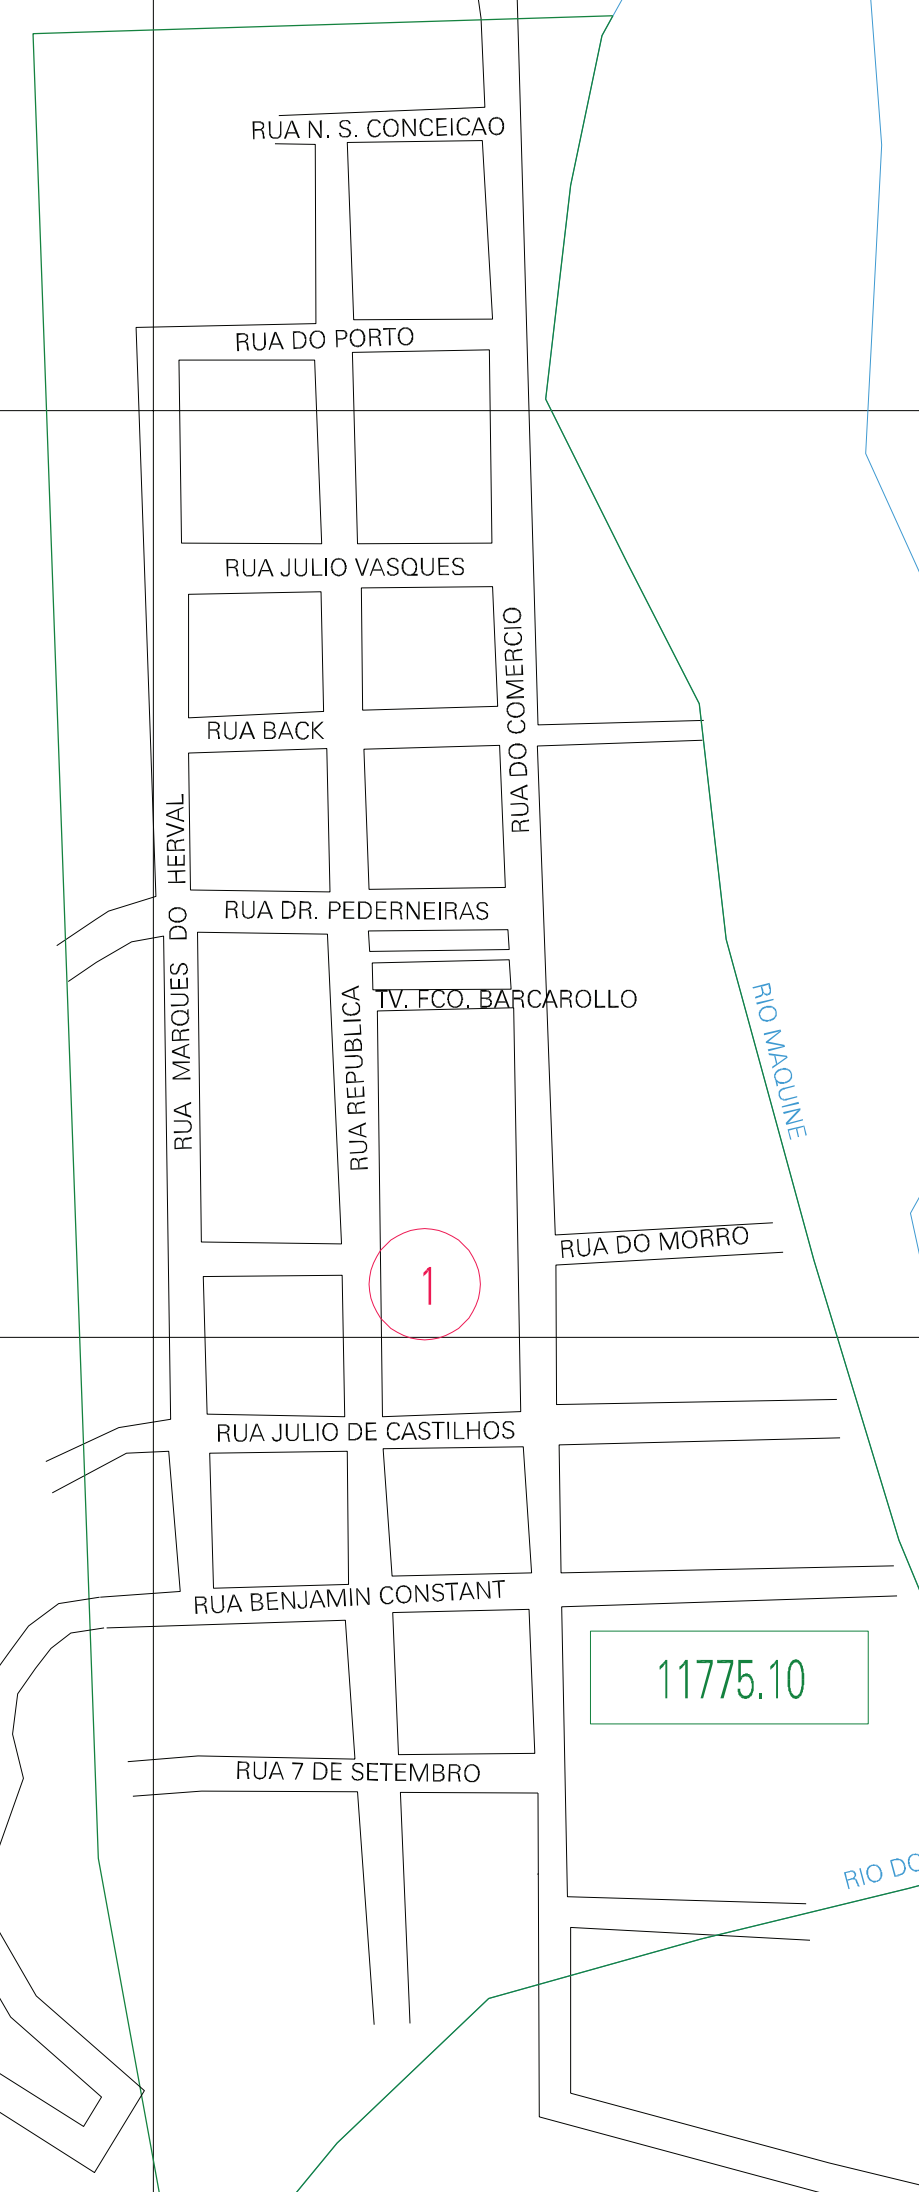 RUA N. S. CONCEICAO
RUA DO PORTO
RUA JULIO VASQUES
RUA DO COMERCIO
RUA BACK
RUA MARQUES DO HERVAL
RUA DR. PEDERNEIRAS
TV. FCO. BARCAROLLO
RUA REPUBLICA
RIO MAQUINE
RUA DO MORRO
1
RUA JULIO DE CASTILHOS
RUA BENJAMIN CONSTANT
11775.10
RUA 7 DE SETEMBRO
RIO DO